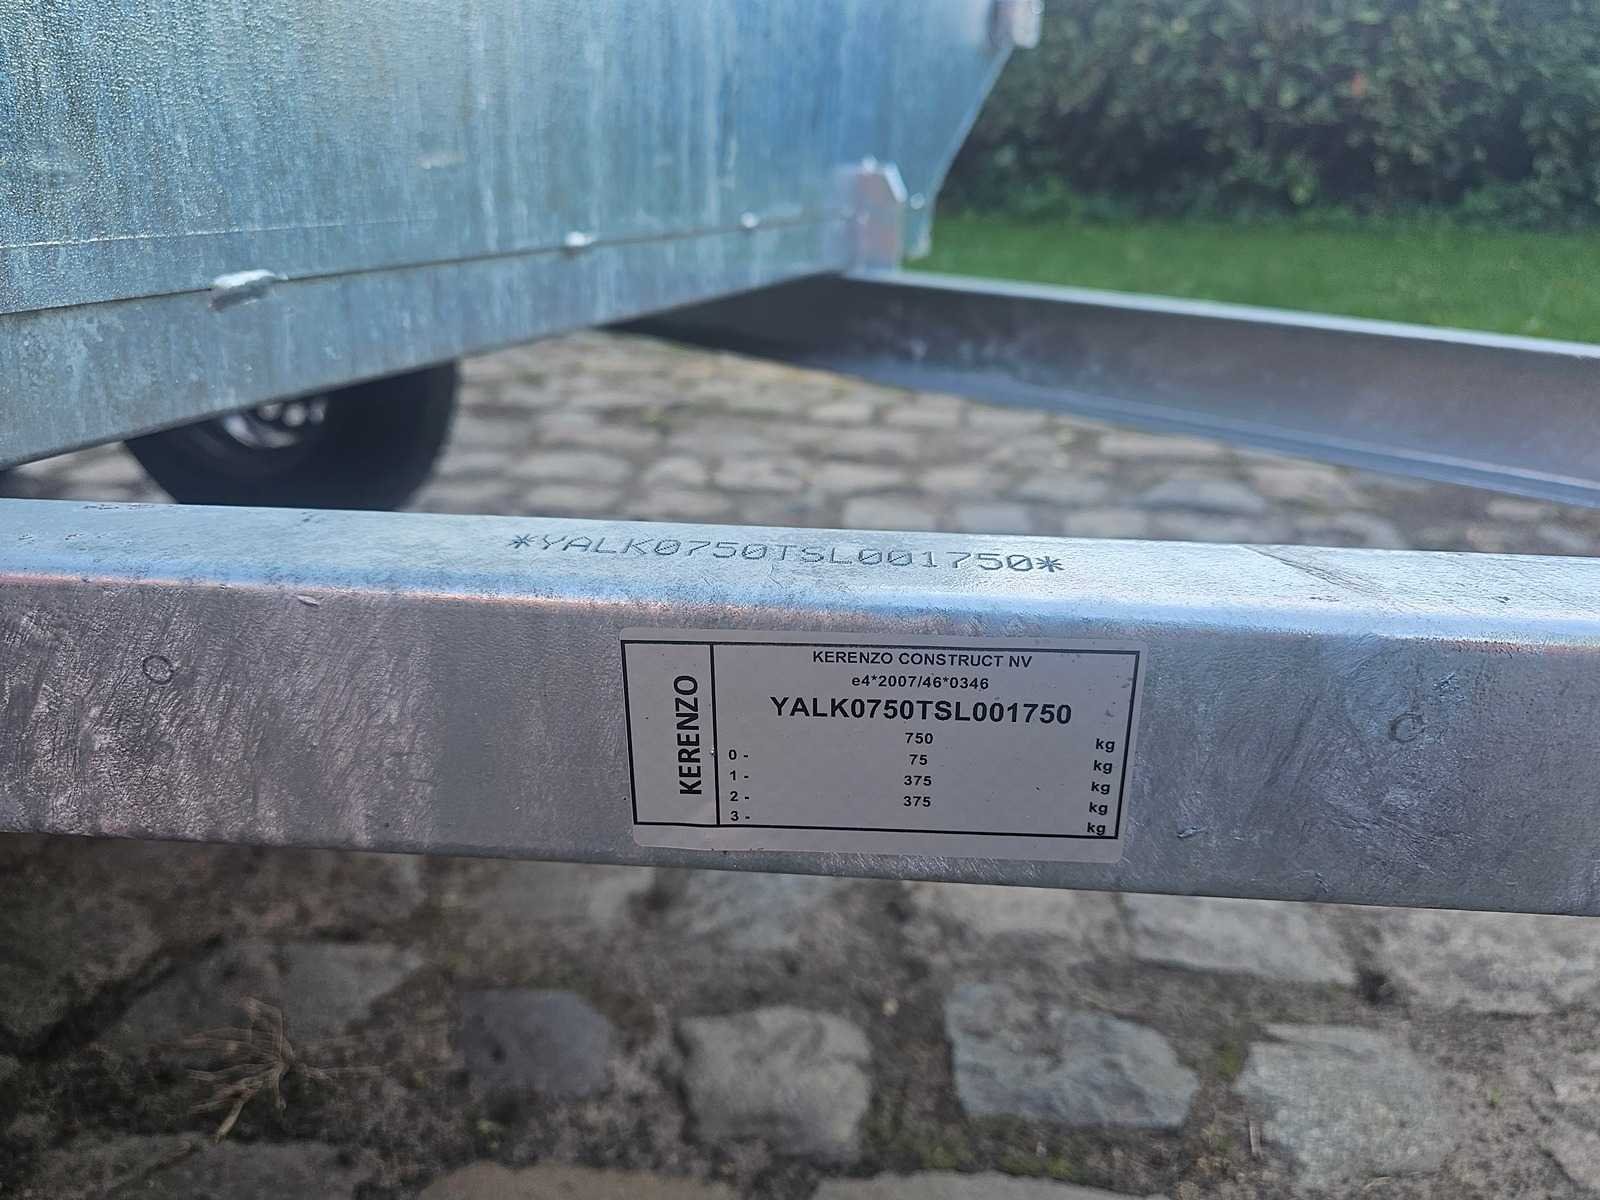 *YALK0750TSL001750*
KERENZO
KERENZO CONSTRUCT NV
e4*2007/46*0346
YALK0750TSL001750
750 kg
0 - 75 kg
1 - 375 kg
2 - 375 kg
3 - kg